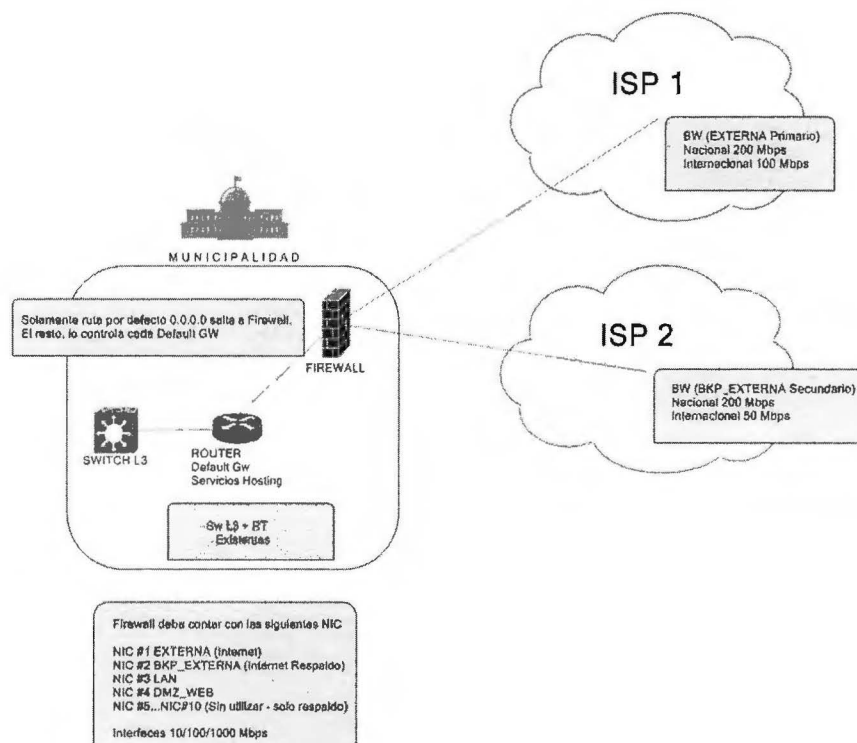 ISP 1
BW (EXTERNA Primario)
Nacional 200 Mbps
Internacional 100 Mbps
MUNICIPALIDAD
Solamente ruta por defecto 0.0.0.0 salta a Firewall.
El resto, lo controla cada Default GW
FIREWALL
ISP 2
BW (BKP_EXTERNA Secundario)
Nacional 200 Mbps
Internacional 50 Mbps
SWITCH L3
ROUTER
Default Gw
Servicios Hosting
Sw L3 + RT
Existentes
Firewall debe contar con las siguientes NIC
NIC #1 EXTERNA (Internet)
NIC #2 BKP_EXTERNA (Internet Respaldo)
NIC #3 LAN
NIC #4 DMZ_WEB
NIC #5...NIC#10 (Sin utilizar - solo respaldo)
Interfaces 10/100/1000 Mbps